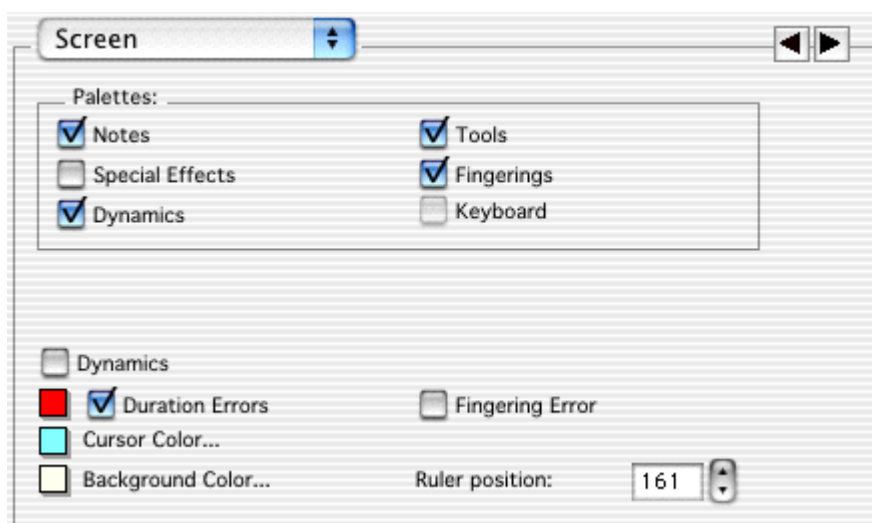 Screen
Palettes:
Notes Tools
Special Effects Fingerings
Dynamics Keyboard
Dynamics
Duration Errors Fingering Error
Cursor Color...
Background Color... Ruler position: 161